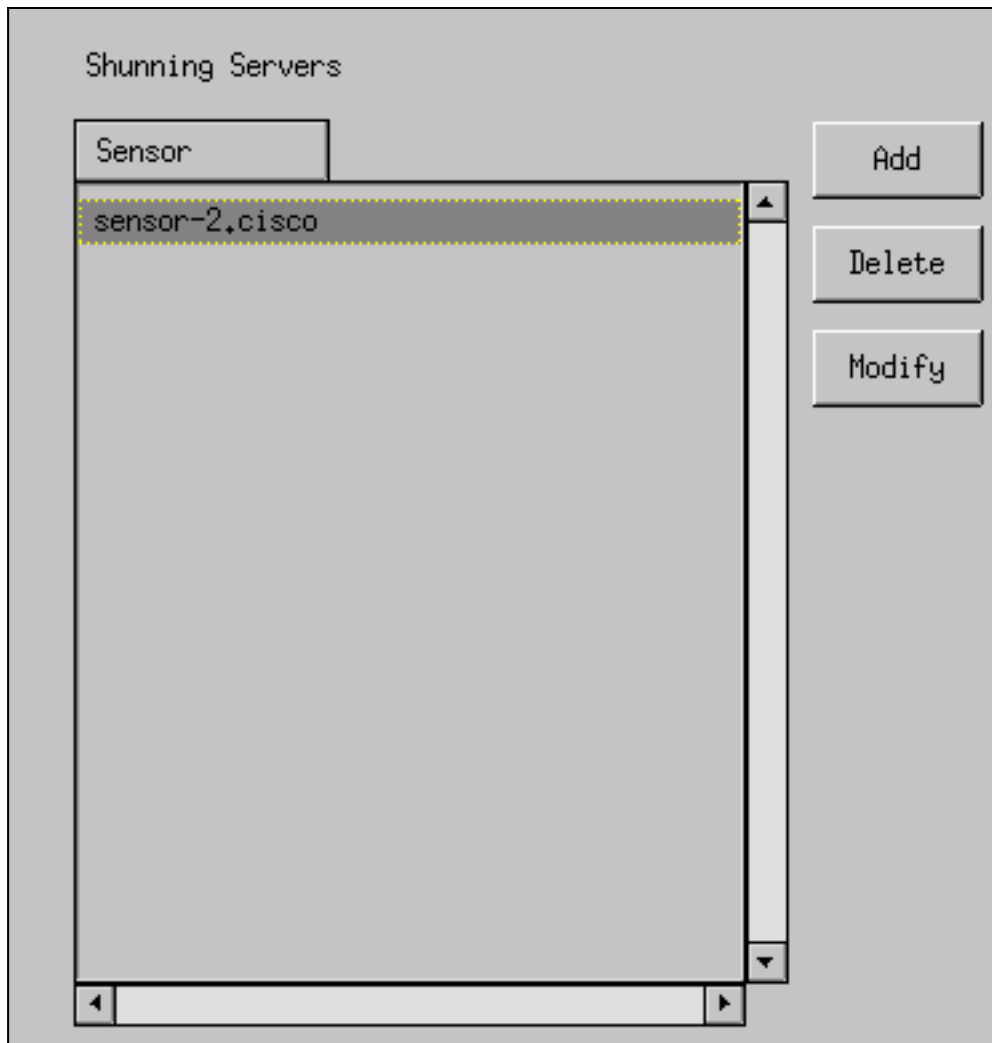 Shunning Servers
Sensor
sensor-2.cisco
Add
Delete
Modify